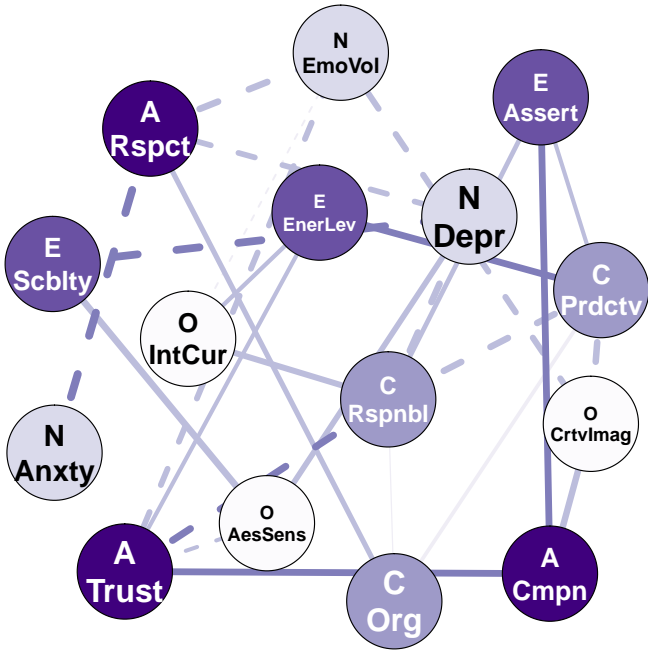 N
EmoVol
E
Assert
A
Rspct
E
EnerLev
N
Depr
E
Scblty
C
Prdctv
O
IntCur
C
Rspnbl
O
CrtvImag
N
Anxty
O
AesSens
A
Trust
C
Org
A
Cmpn